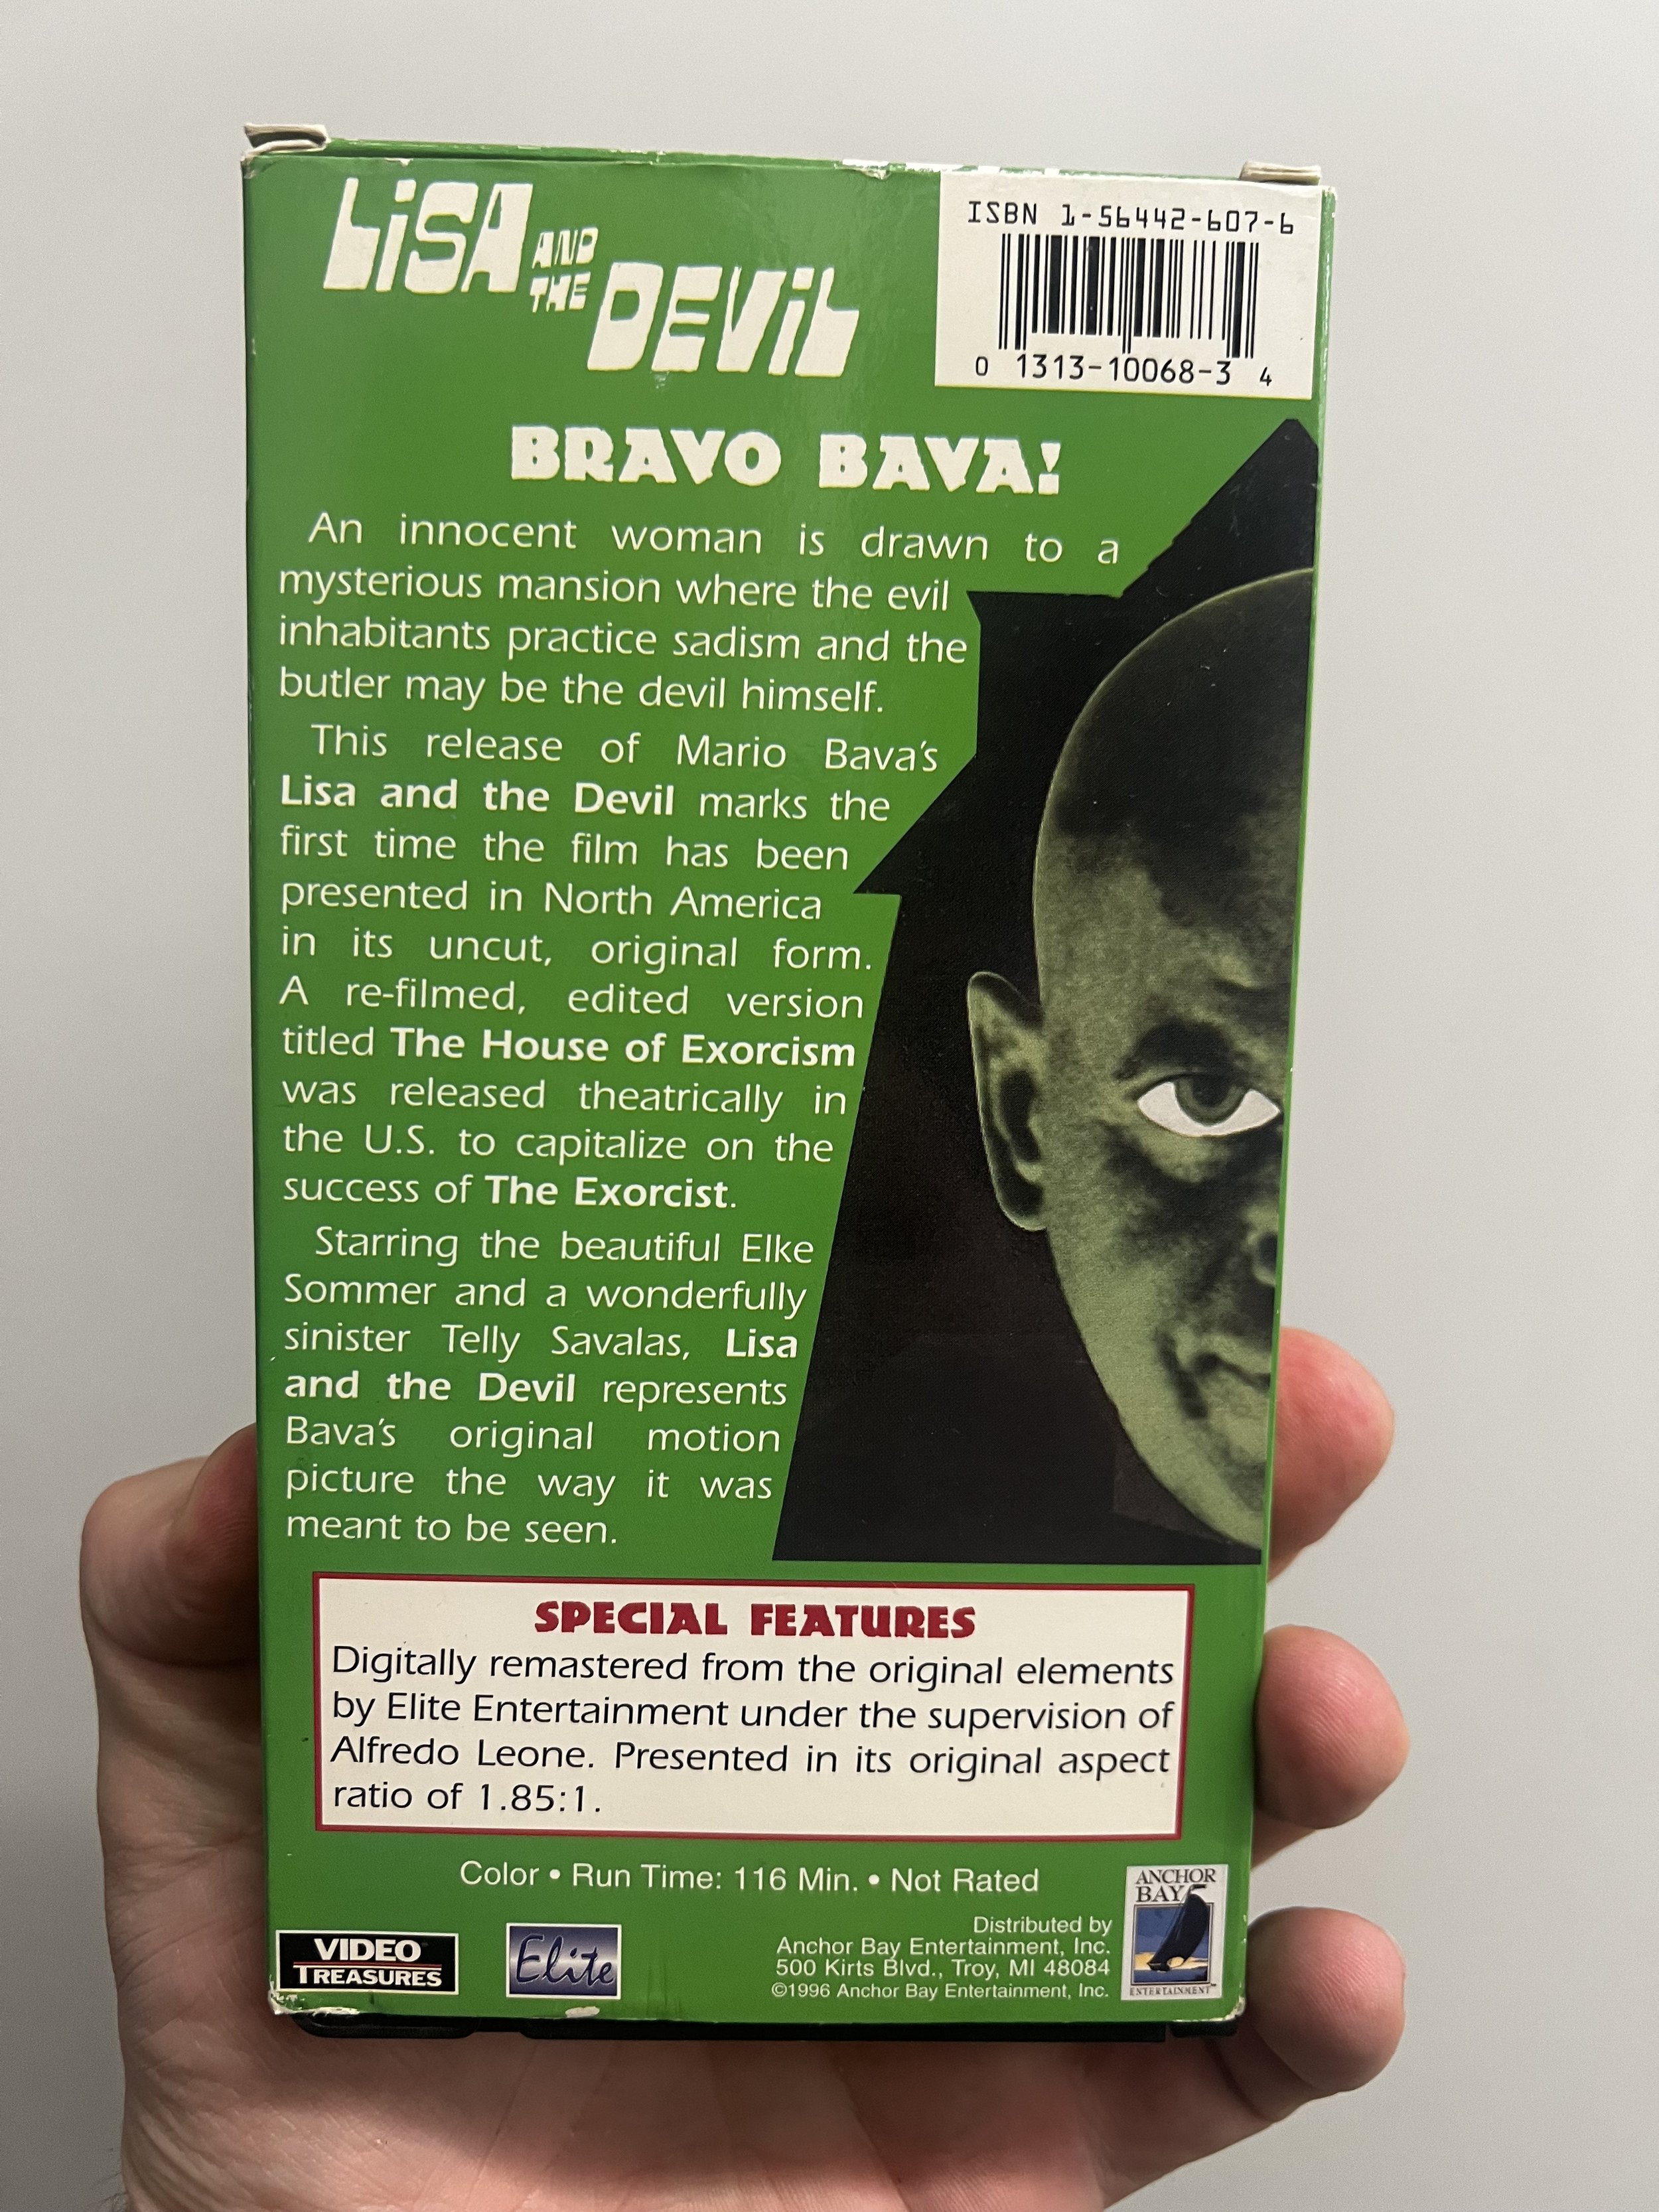 LiSA AND THE DEViL
ISBN 1-56442-607-6
0 1313-10068-3 4
BRAVO BAVA!
An innocent woman is drawn to a
mysterious mansion where the evil
inhabitants practice sadism and the
butler may be the devil himself.
This release of Mario Bava's
Lisa and the Devil marks the
first time the film has been
presented in North America
in its uncut, original form.
A re-filmed, edited version
titled The House of Exorcism
was released theatrically in
the U.S. to capitalize on the
success of The Exorcist.
Starring the beautiful Elke
Sommer and a wonderfully
sinister Telly Savalas, Lisa
and the Devil represents
Bava's original motion
picture the way it was
meant to be seen.
SPECIAL FEATURES
Digitally remastered from the original elements
by Elite Entertainment under the supervision of
Alfredo Leone. Presented in its original aspect
ratio of 1.85:1.
Color • Run Time: 116 Min. • Not Rated
VIDEO
TREASURES
Elite
Distributed by
Anchor Bay Entertainment, Inc.
500 Kirts Blvd., Troy, MI 48084
©1996 Anchor Bay Entertainment, Inc.
ANCHOR
BAY
ENTERTAINMENT™